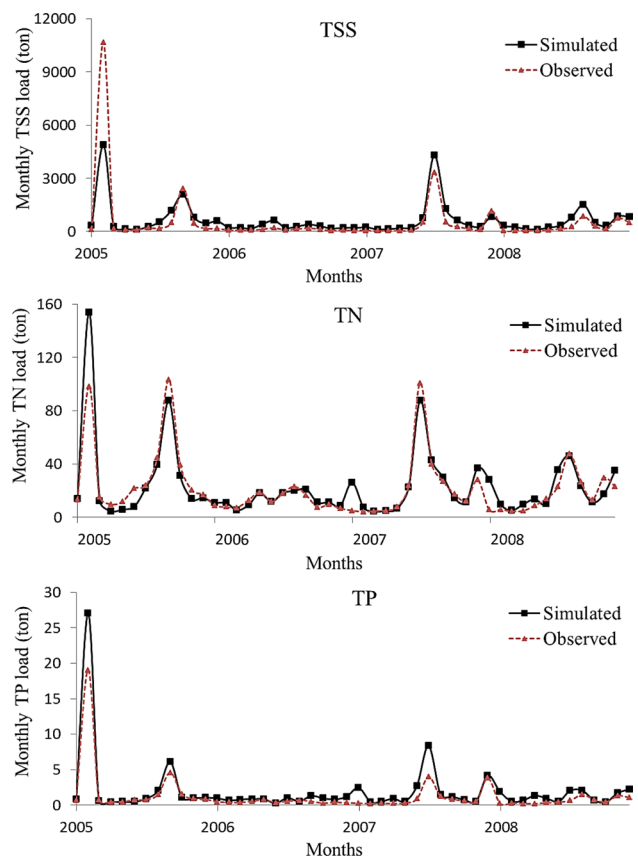 TSS
Simulated
Observed
Monthly TSS load (ton)
12000
9000
6000
3000
0
2005 2006 2007 2008
Months
TN
Simulated
Observed
Monthly TN load (ton)
160
120
80
40
0
2005 2006 2007 2008
Months
TP
Simulated
Observed
Monthly TP load (ton)
30
25
20
15
10
5
0
2005 2006 2007 2008
Months